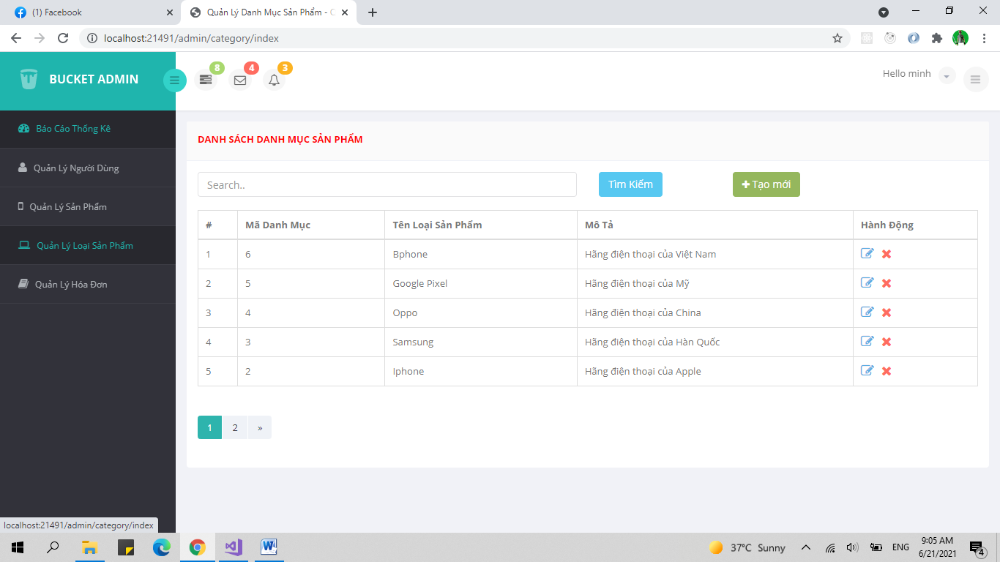 (1) Facebook
Quản Lý Danh Mục Sản Phẩm - C
localhost:21491/admin/category/index
BUCKET ADMIN
8
4
3
Hello minh
Báo Cáo Thống Kê
Quản Lý Người Dùng
Quản Lý Sản Phẩm
Quản Lý Loại Sản Phẩm
Quản Lý Hóa Đơn
DANH SÁCH DANH MỤC SẢN PHẨM
Search..
Tìm Kiếm
Tạo mới
# Mã Danh Mục Tên Loại Sản Phẩm Mô Tả Hành Động
1 6 Bphone Hãng điện thoại của Việt Nam
2 5 Google Pixel Hãng điện thoại của Mỹ
3 4 Oppo Hãng điện thoại của China
4 3 Samsung Hãng điện thoại của Hàn Quốc
5 2 Iphone Hãng điện thoại của Apple
1 2 »
localhost:21491/admin/category/index
37°C Sunny
ENG
9:05 AM
6/21/2021
4